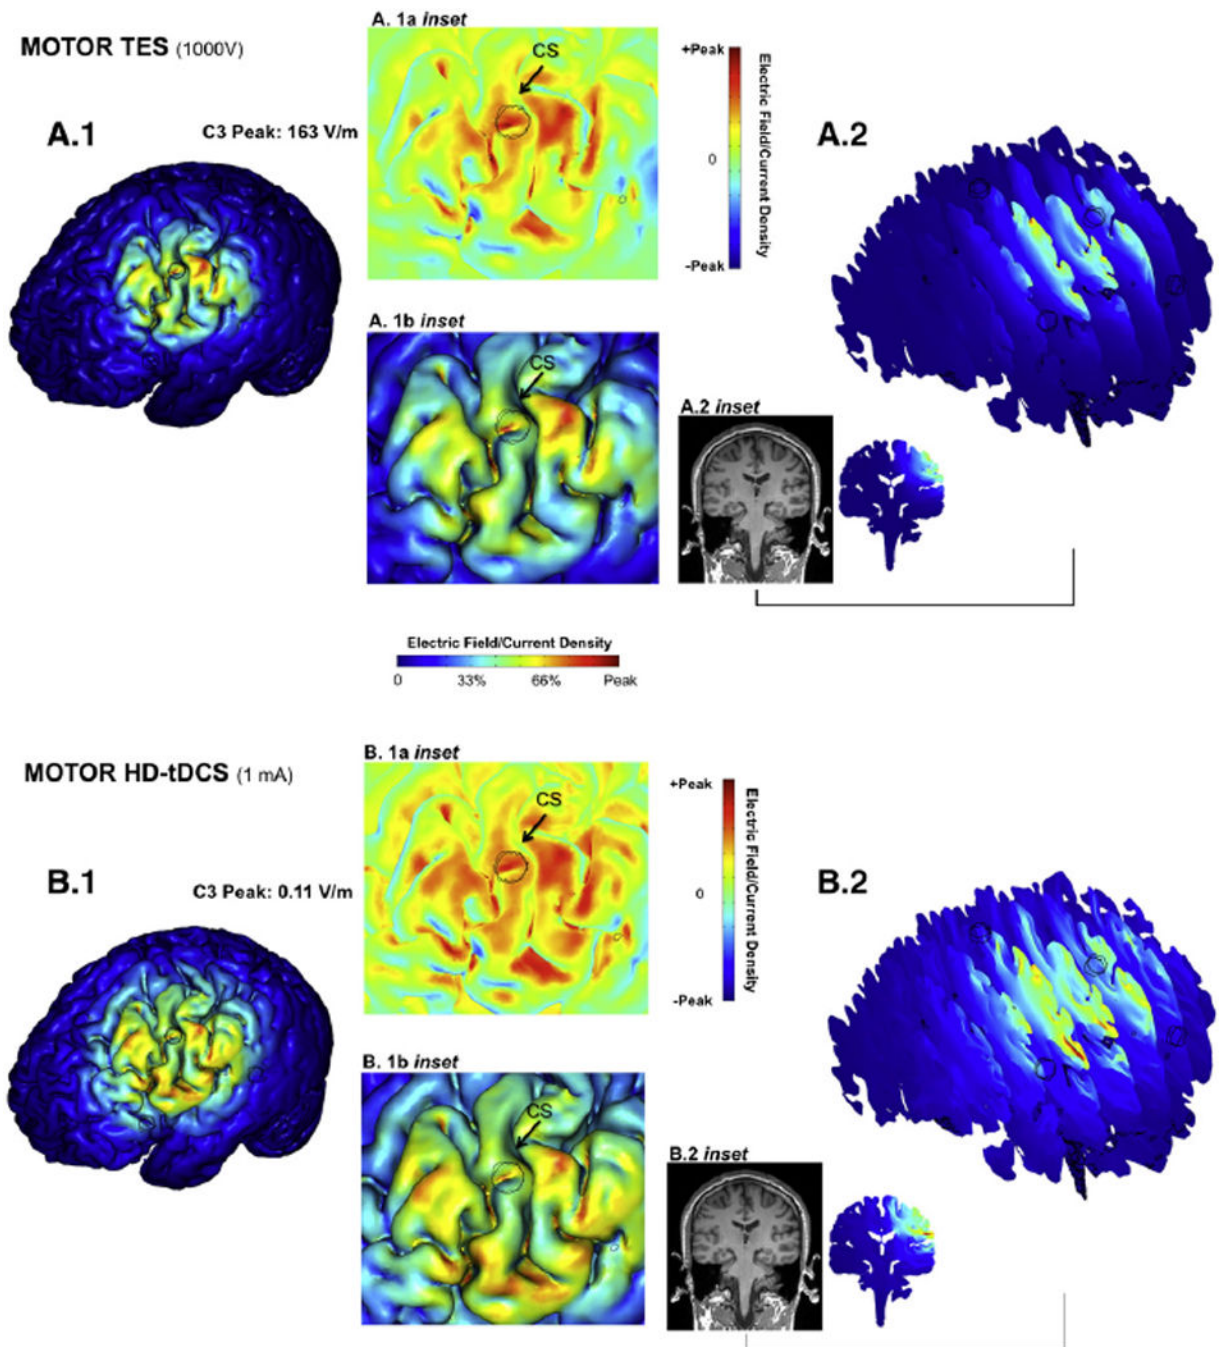 MOTOR TES (1000V)
A.1
C3 Peak: 163 V/m
A. 1a inset
CS
+Peak
0
-Peak
Electric Field/Current Density
A.2
A. 1b inset
CS
A.2 inset
Electric Field/Current Density
0 33% 66% Peak
MOTOR HD-tDCS (1 mA)
B.1
C3 Peak: 0.11 V/m
B. 1a inset
CS
+Peak
0
-Peak
Electric Field/Current Density
B.2
B. 1b inset
CS
B.2 inset